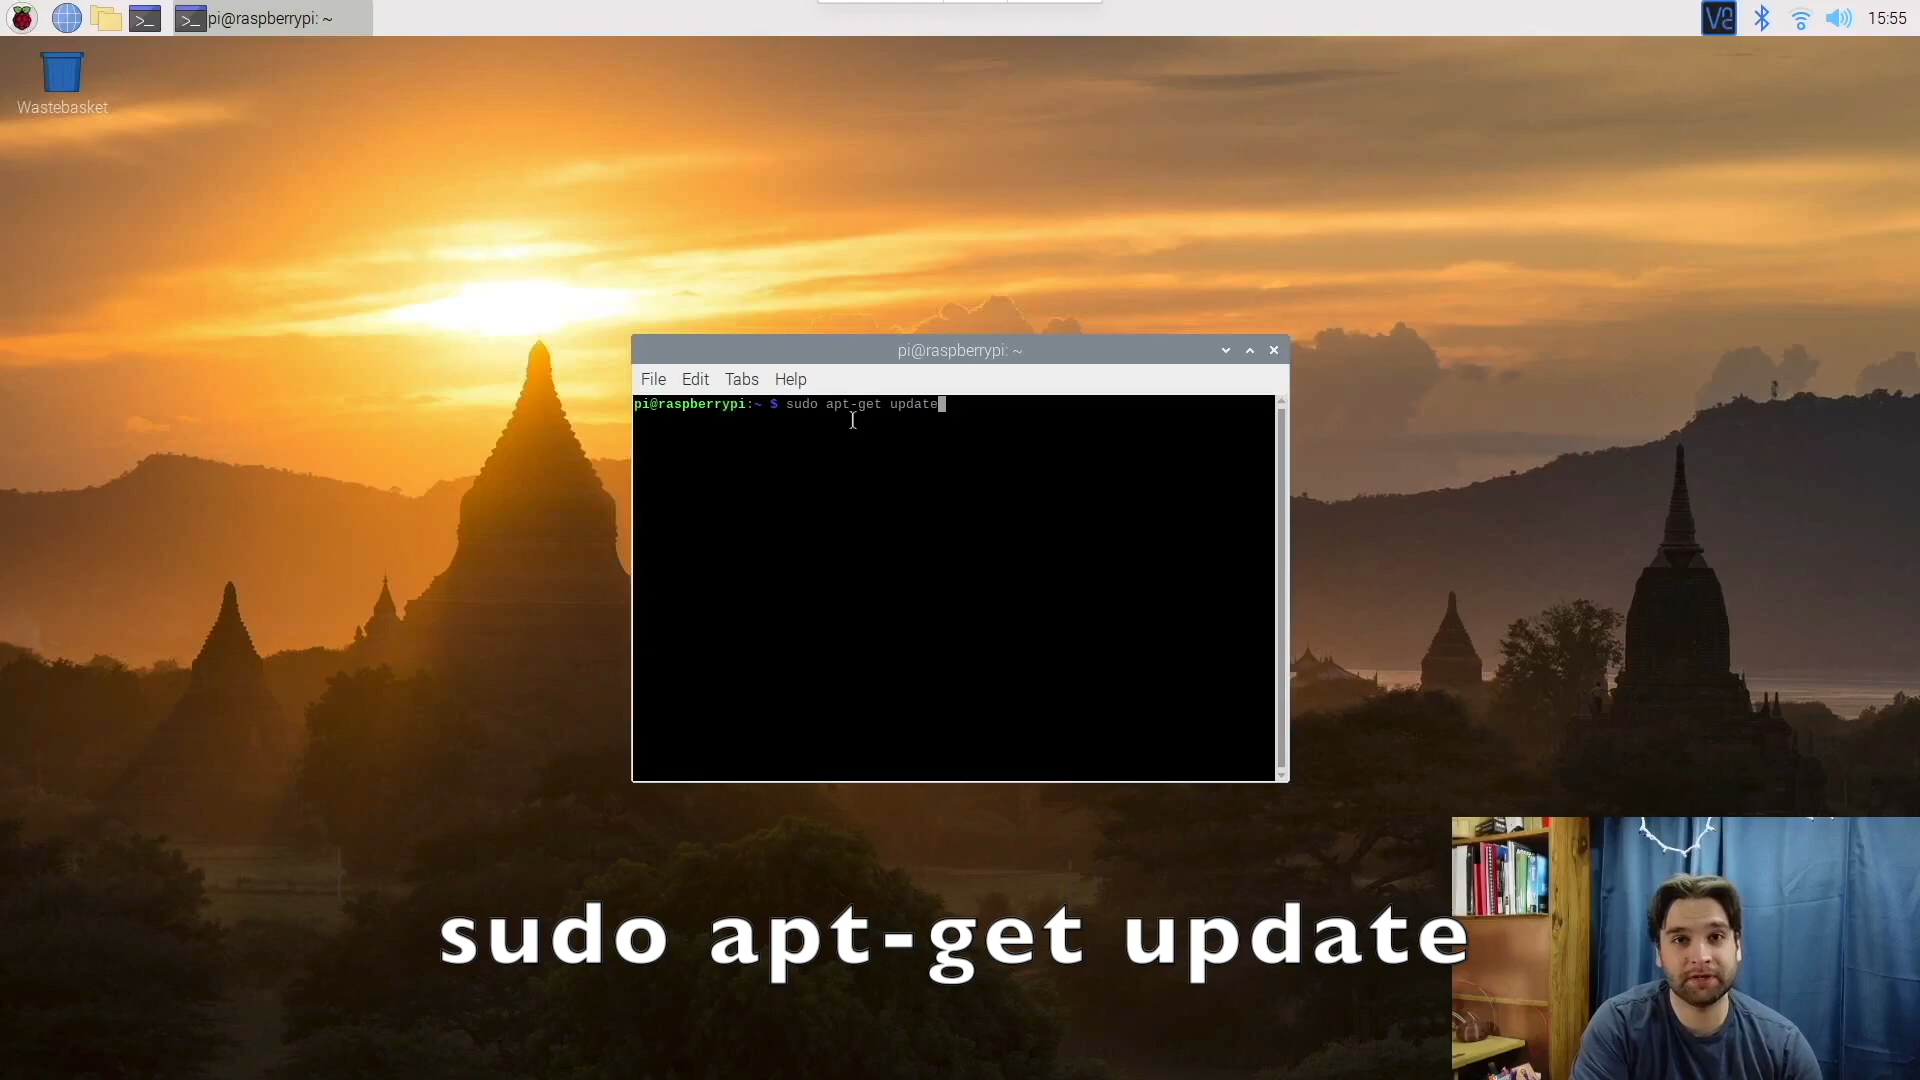 pi@raspberrypi: ~
15:55
Wastebasket
pi@raspberrypi: ~
File Edit Tabs Help
pi@raspberrypi:~ $ sudo apt-get update
sudo apt-get update